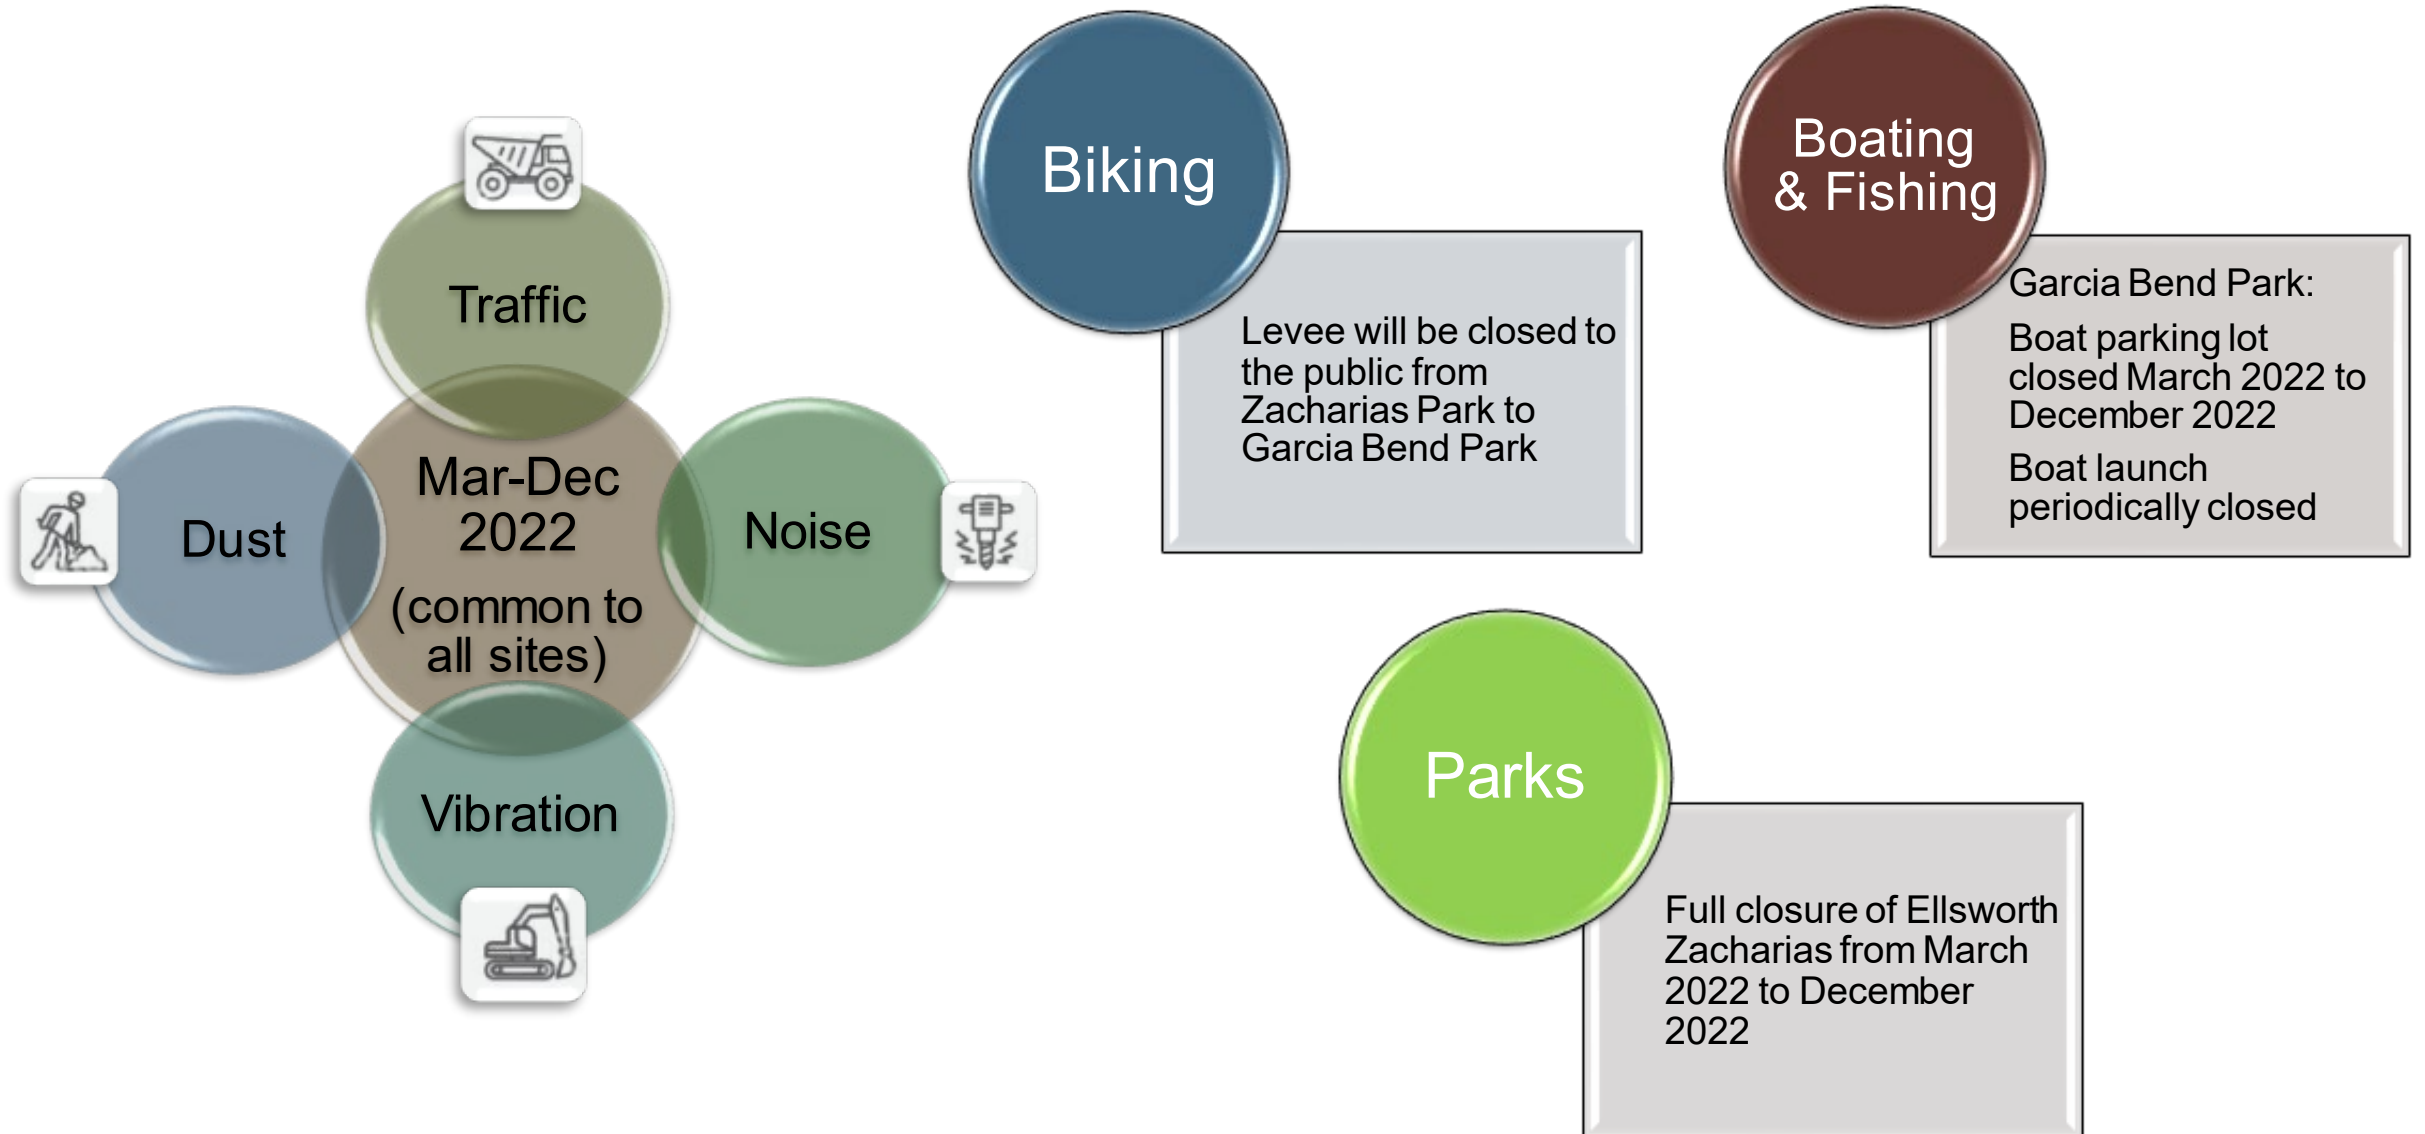 Traffic
Dust
Mar-Dec
2022
(common to
all sites)
Noise
Vibration
Biking
Levee will be closed to
the public from
Zacharias Park to
Garcia Bend Park
Boating
& Fishing
Garcia Bend Park:
Boat parking lot
closed March 2022 to
December 2022
Boat launch
periodically closed
Parks
Full closure of Ellsworth
Zacharias from March
2022 to December
2022